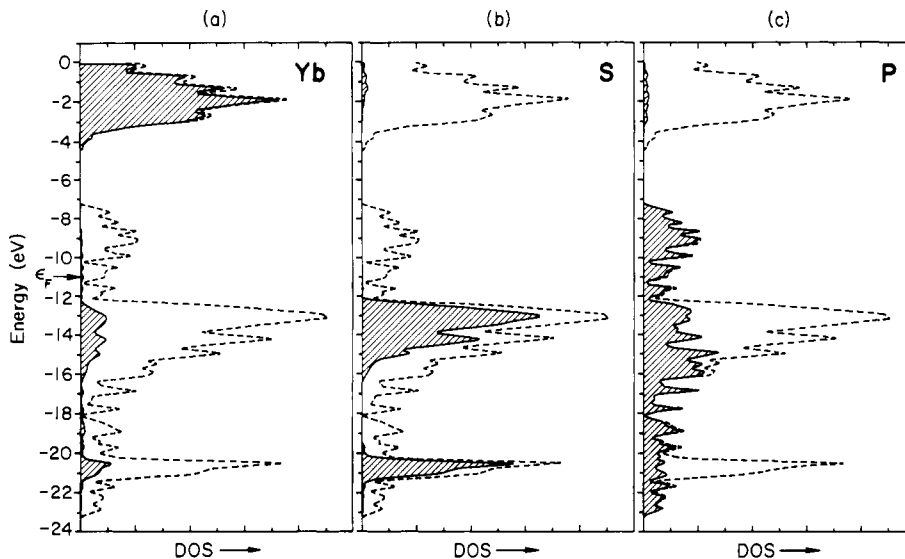 (a) (b) (c)
Yb S P
0
-2
-4
-6
-8
-10
-12
-14
-16
-18
-20
-22
-24
Energy (eV)
ϵF
DOS → DOS → DOS →